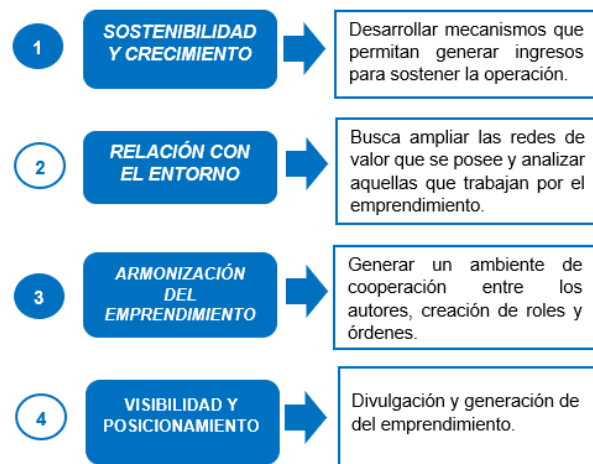 1
SOSTENIBILIDAD
Y CRECIMIENTO
Desarrollar mecanismos que
permitan generar ingresos
para sostener la operación.
2
RELACIÓN CON
EL ENTORNO
Busca ampliar las redes de
valor que se posee y analizar
aquellas que trabajan por el
emprendimiento.
3
ARMONIZACIÓN
DEL
EMPRENDIMIENTO
Generar un ambiente de
cooperación entre los
autores, creación de roles y
órdenes.
4
VISIBILIDAD Y
POSICIONAMIENTO
Divulgación y generación de
del emprendimiento.